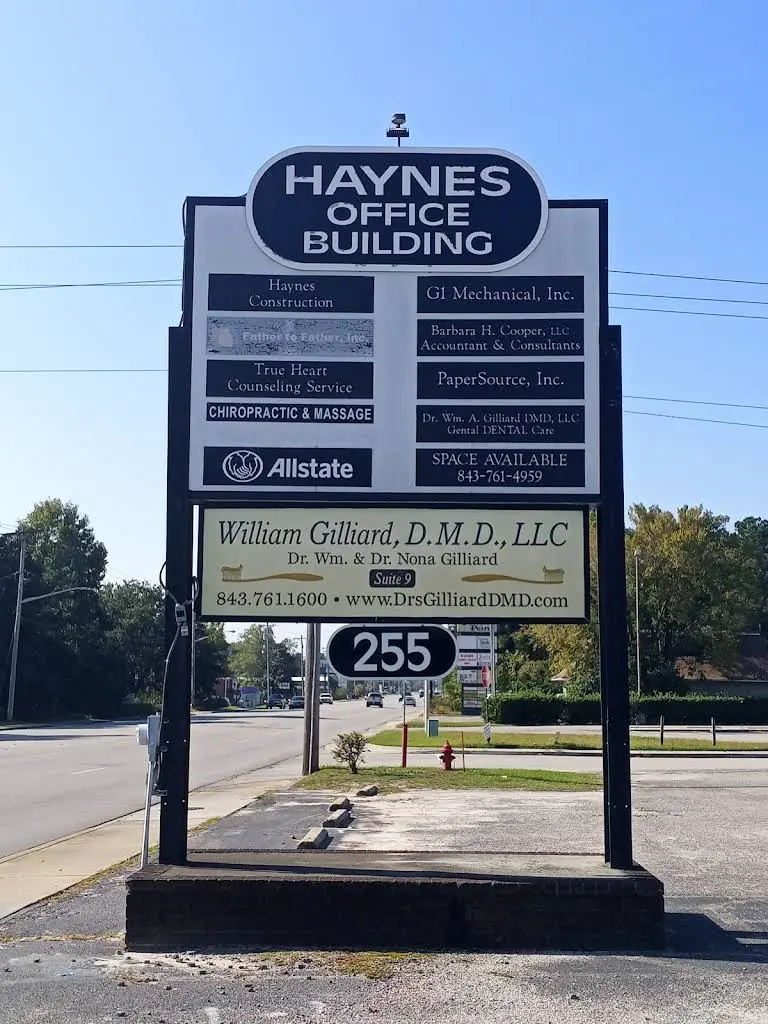 HAYNES
OFFICE
BUILDING
Haynes
Construction
Father to Father, Inc.
True Heart
Counseling Service
CHIROPRACTIC & MASSAGE
Allstate
G1 Mechanical, Inc.
Barbara H. Cooper, LLC
Accountant & Consultants
PaperSource, Inc.
Dr. Wm. A. Gilliard DMD, LLC
Gental DENTAL Care
SPACE AVAILABLE
843-761-4959
William Gilliard, D.M.D., LLC
Dr. Wm. & Dr. Nona Gilliard
Suite 9
843.761.1600 • www.DrsGilliardDMD.com
255